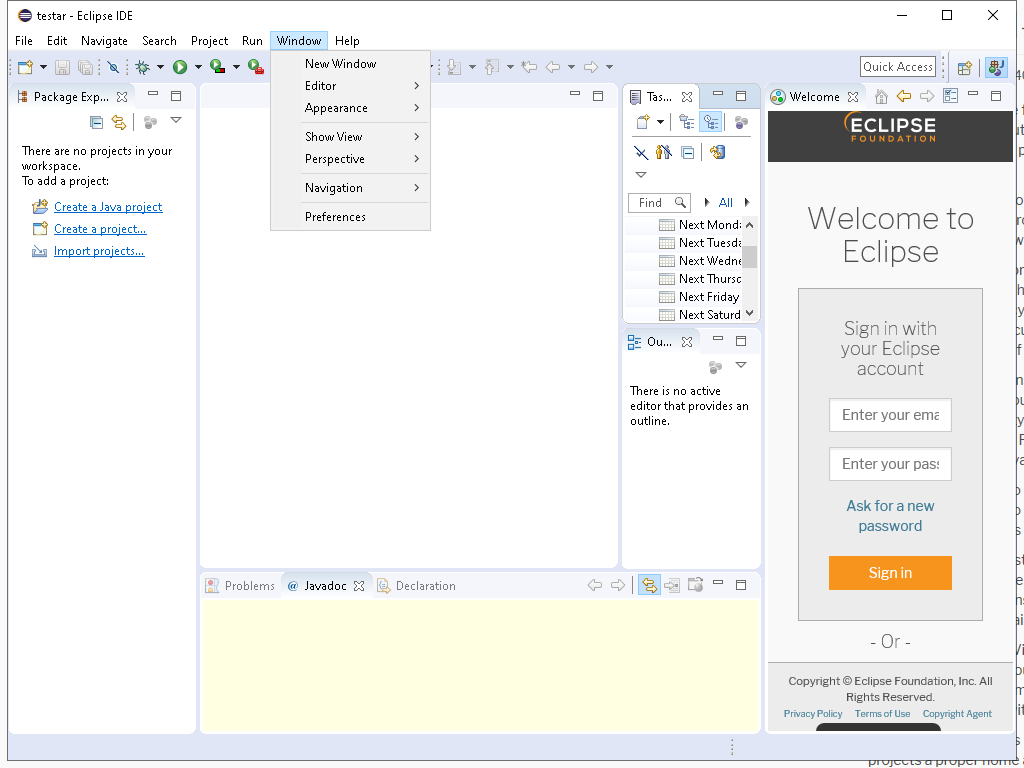 testar - Eclipse IDE
File Edit Navigate Search Project Run Window Help
New Window
Editor
Appearance
Show View
Perspective
Navigation
Preferences
Quick Access
Package Exp...
There are no projects in your
workspace.
To add a project:
Create a Java project
Create a project...
Import projects...
Tas...
Find
All
Next Tuesda
Next Wedne
Next Thursc
Next Friday
Next Saturd
Ou...
There is no active
editor that provides an
outline.
Problems @ Javadoc Declaration
Welcome
ECLIPSE
FOUNDATION
Welcome to
Eclipse
Sign in with
your Eclipse
account
Enter your ema
Enter your pass
Ask for a new
password
Sign in
- Or -
Copyright © Eclipse Foundation, Inc. All
Rights Reserved.
Privacy Policy Terms of Use Copyright Agent
projects a proper home